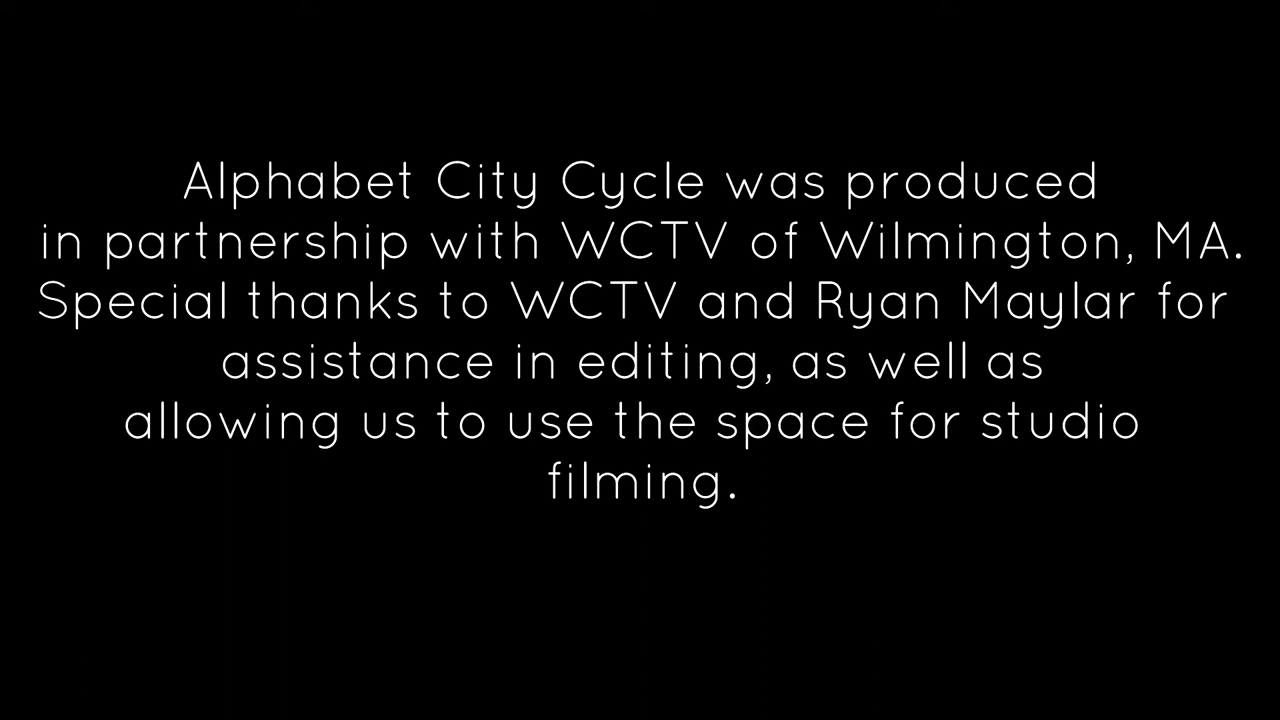 Alphabet City Cycle was produced
in partnership with WCTV of Wilmington, MA.
Special thanks to WCTV and Ryan Maylar for
assistance in editing, as well as
allowing us to use the space for studio
filming.